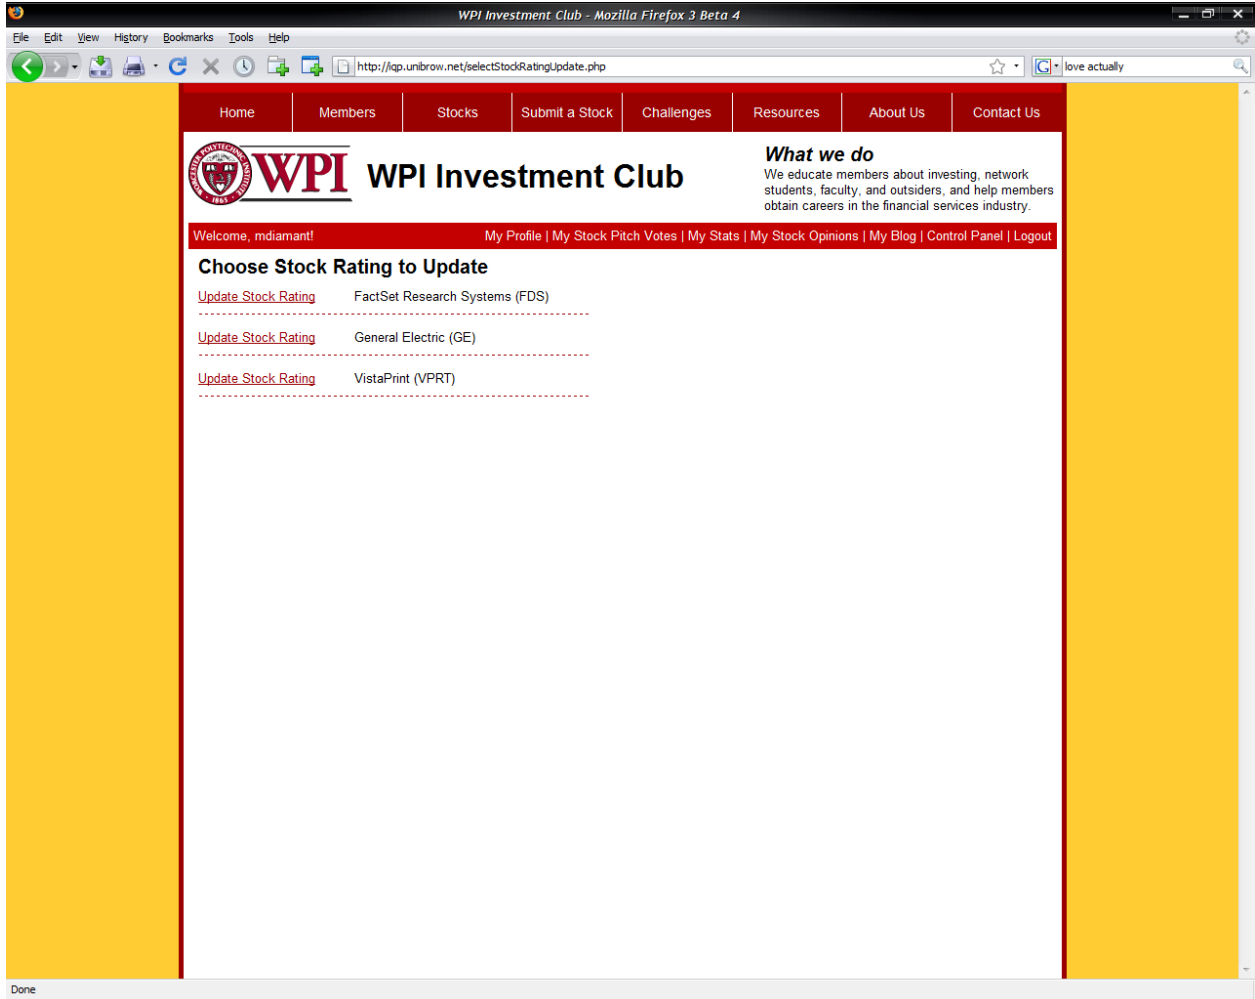 WPI Investment Club - Mozilla Firefox 3 Beta 4
File Edit View History Bookmarks Tools Help
http://iqp.unibrow.net/selectStockRatingUpdate.php
G love actually
Home Members Stocks Submit a Stock Challenges Resources About Us Contact Us
WORCESTER POLYTECHNIC INSTITUTE
1865
WPI
WPI Investment Club
What we do
We educate members about investing, network
students, faculty, and outsiders, and help members
obtain careers in the financial services industry.
Welcome, mdiamant!
My Profile | My Stock Pitch Votes | My Stats | My Stock Opinions | My Blog | Control Panel | Logout
Choose Stock Rating to Update
Update Stock Rating FactSet Research Systems (FDS)
Update Stock Rating General Electric (GE)
Update Stock Rating VistaPrint (VPRT)
Done